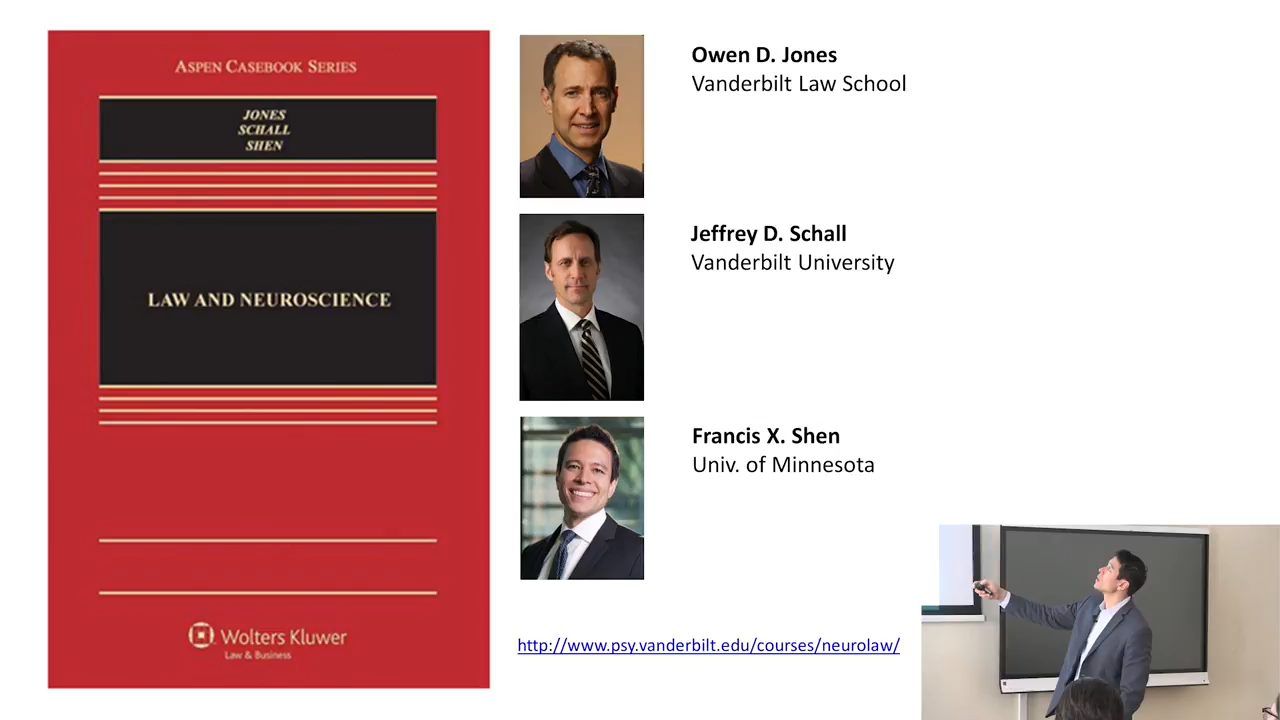 ASPEN CASEBOOK SERIES
JONES
SCHALL
SHEN
LAW AND NEUROSCIENCE
Wolters Kluwer
Law & Business
Owen D. Jones
Vanderbilt Law School
Jeffrey D. Schall
Vanderbilt University
Francis X. Shen
Univ. of Minnesota
http://www.psy.vanderbilt.edu/courses/neurolaw/